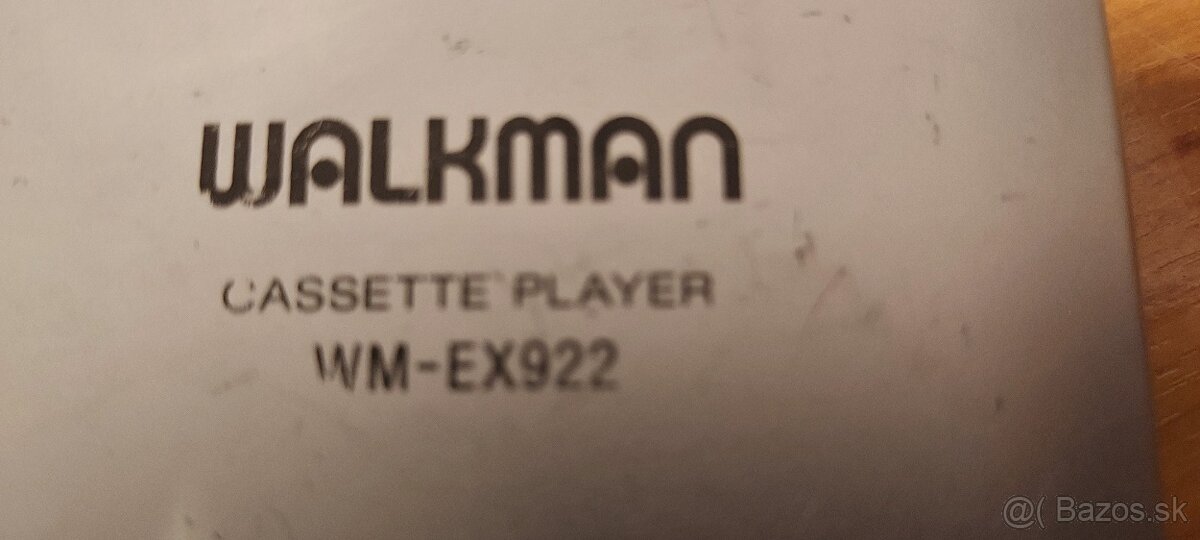 WALKMAN
CASSETTE PLAYER
WM-EX922
@( Bazos.sk